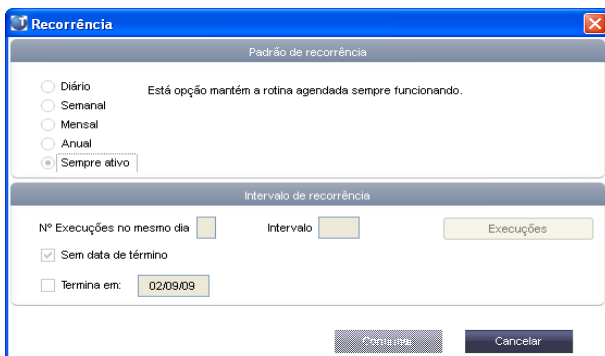 Recorrência
Padrão de recorrência
Diário
Está opção mantém a rotina agendada sempre funcionando.
Semanal
Mensal
Anual
Sempre ativo
Intervalo de recorrência
Nº Execuções no mesmo dia
Intervalo
Execuções
Sem data de término
Termina em:
02/09/09
Cancelar